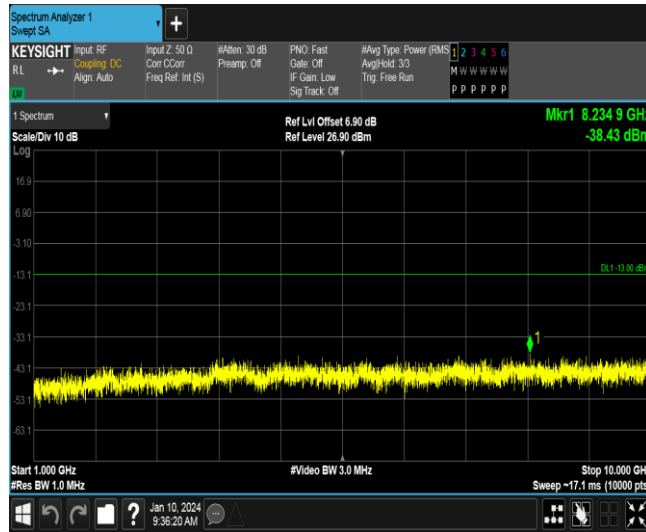 Spectrum Analyzer 1
Swept SA
+
KEYSIGHT
RL
LXI
Input: RF
Coupling: DC
Align: Auto
Input Z: 50 Ω
Corr CCorr
Freq Ref: Int (S)
#Atten: 30 dB
Preamp: Off
PNO: Fast
Gate: Off
IF Gain: Low
Sig Track: Off
#Avg Type: Power (RMS
Avg|Hold: 3/3
Trig: Free Run
1 2 3 4 5 6
M W W W W W
P P P P P P
1 Spectrum
Scale/Div 10 dB
Log
Ref Lvl Offset 6.90 dB
Ref Level 26.90 dBm
Mkr1 8.234 9 GHz
-38.43 dBm
16.9
6.90
-3.10
-13.1
-23.1
-33.1
-43.1
-53.1
-63.1
DL1 -13.00 dBm
1
Start 1.000 GHz
#Res BW 1.0 MHz
#Video BW 3.0 MHz
Stop 10.000 GHz
Sweep ~17.1 ms (10000 pts
?
Jan 10, 2024
9:36:20 AM